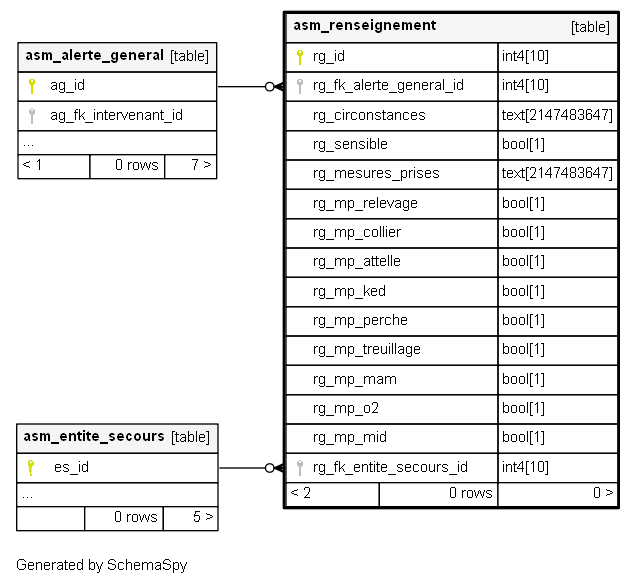 asm_alerte_general [table]
ag_id
ag_fk_intervenant_id
...
< 1 0 rows 7 >
asm_renseignement [table]
rg_id int4[10]
rg_fk_alerte_general_id int4[10]
rg_circonstances text[2147483647]
rg_sensible bool[1]
rg_mesures_prises text[2147483647]
rg_mp_relevage bool[1]
rg_mp_collier bool[1]
rg_mp_attelle bool[1]
rg_mp_ked bool[1]
rg_mp_perche bool[1]
rg_mp_treuillage bool[1]
rg_mp_mam bool[1]
rg_mp_o2 bool[1]
rg_mp_mid bool[1]
rg_fk_entite_secours_id int4[10]
< 2 0 rows 0 >
asm_entite_secours [table]
es_id
...
0 rows 5 >
Generated by SchemaSpy